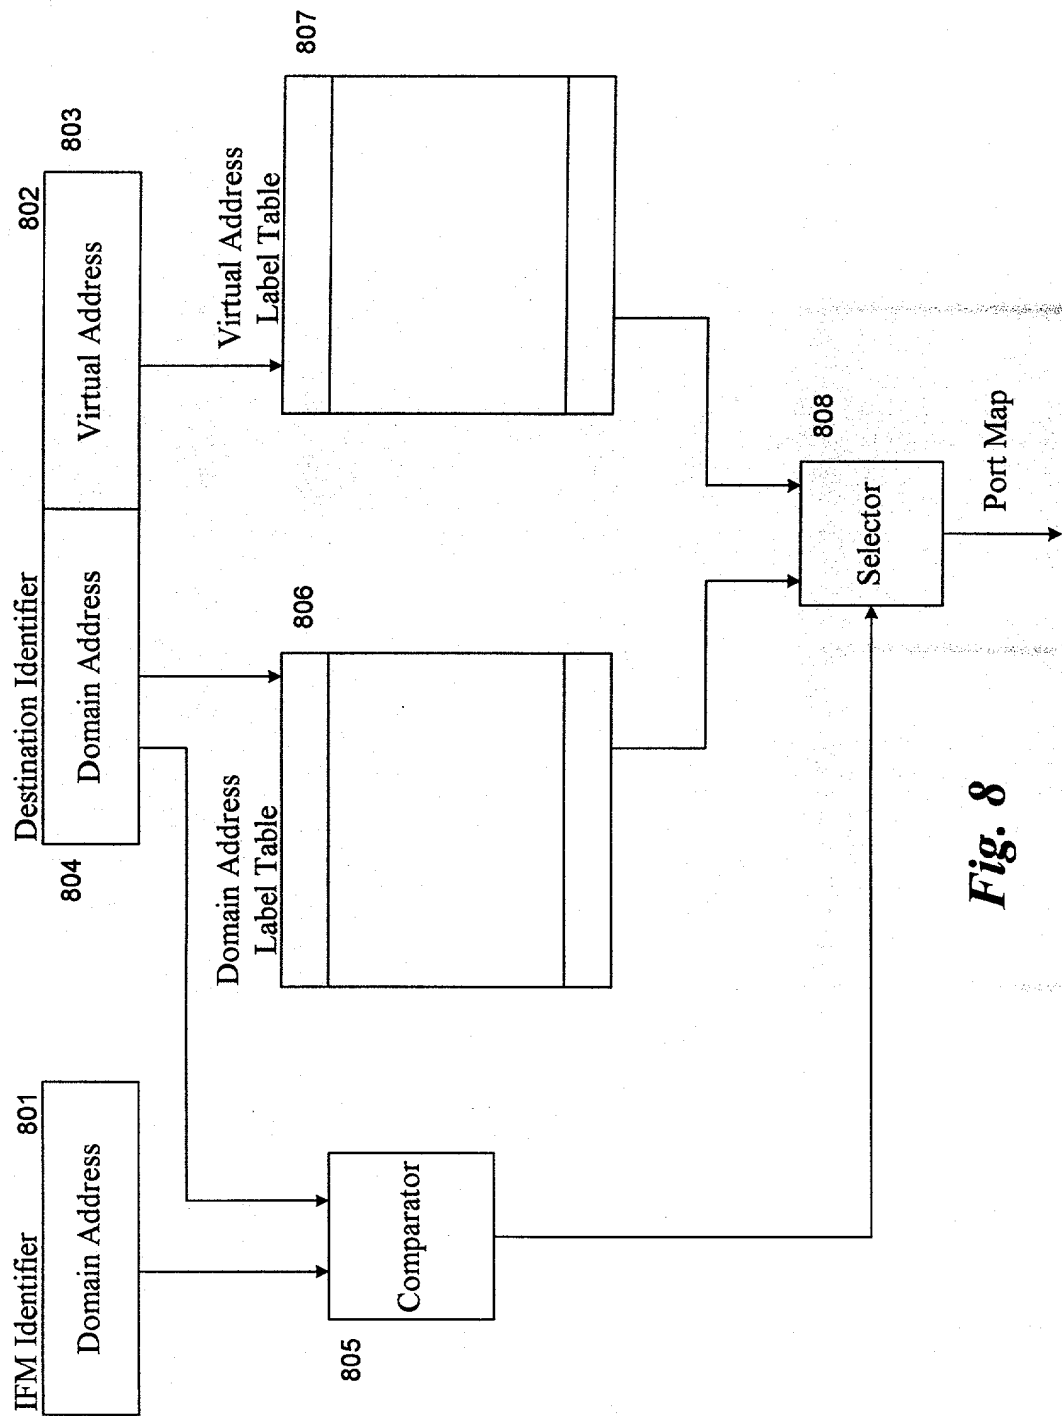 IFM Identifier
801
Domain Address
Destination Identifier
802
804
Domain Address
Virtual Address
803
Domain Address
Label Table
806
Virtual Address
Label Table
807
805
Comparator
Selector
808
Port Map
Fig. 8